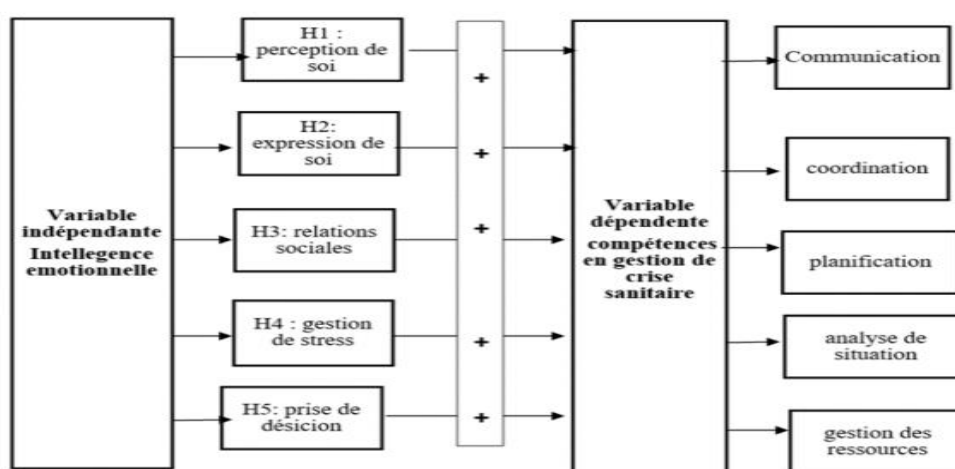 Variable
indépendante
Intellegence
emotionnelle
H1 :
perception de
soi
H2:
expression de
soi
H3: relations
sociales
H4 : gestion
de stress
H5: prise de
désicion
+
+
+
+
+
Variable
dépendente
compétences
en gestion de
crise
sanitaire
Communication
coordination
planification
analyse de
situation
gestion des
ressources